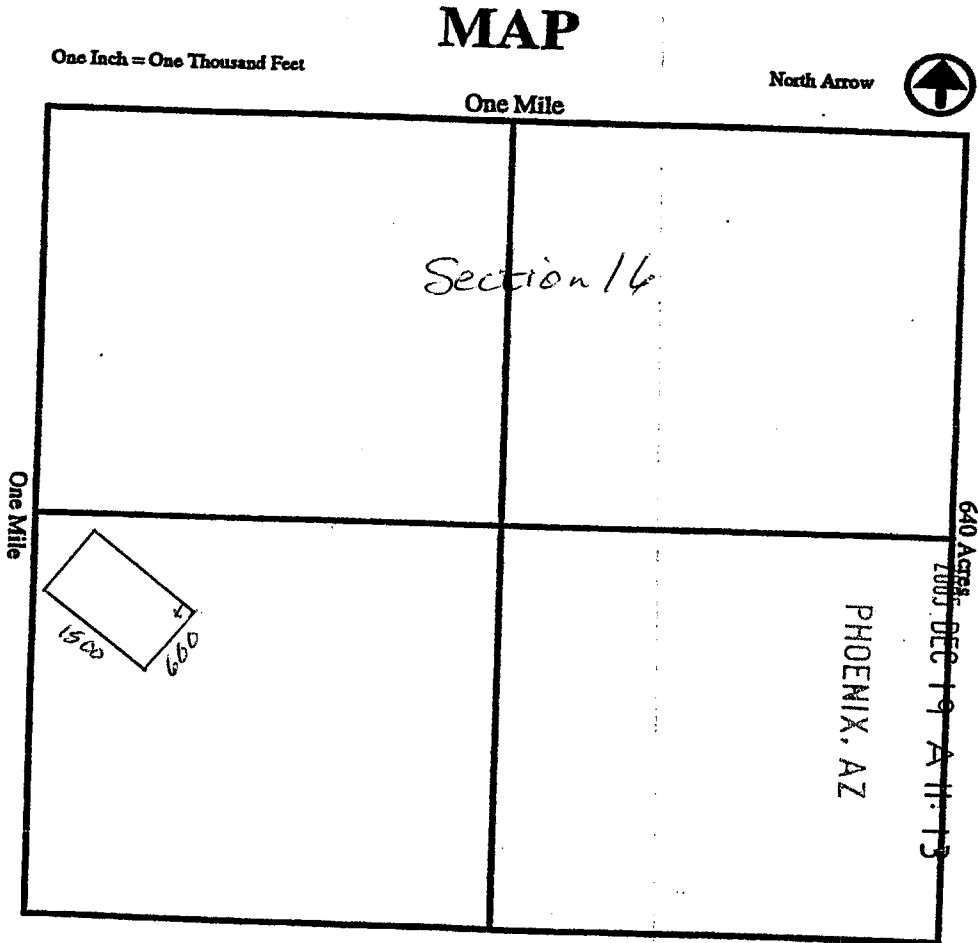 MAP
One Inch = One Thousand Feet
North Arrow
One Mile
Section 16
One Mile
640 Acres
1500
660
DEC 19 A 11: 13
PHOENIX, AZ